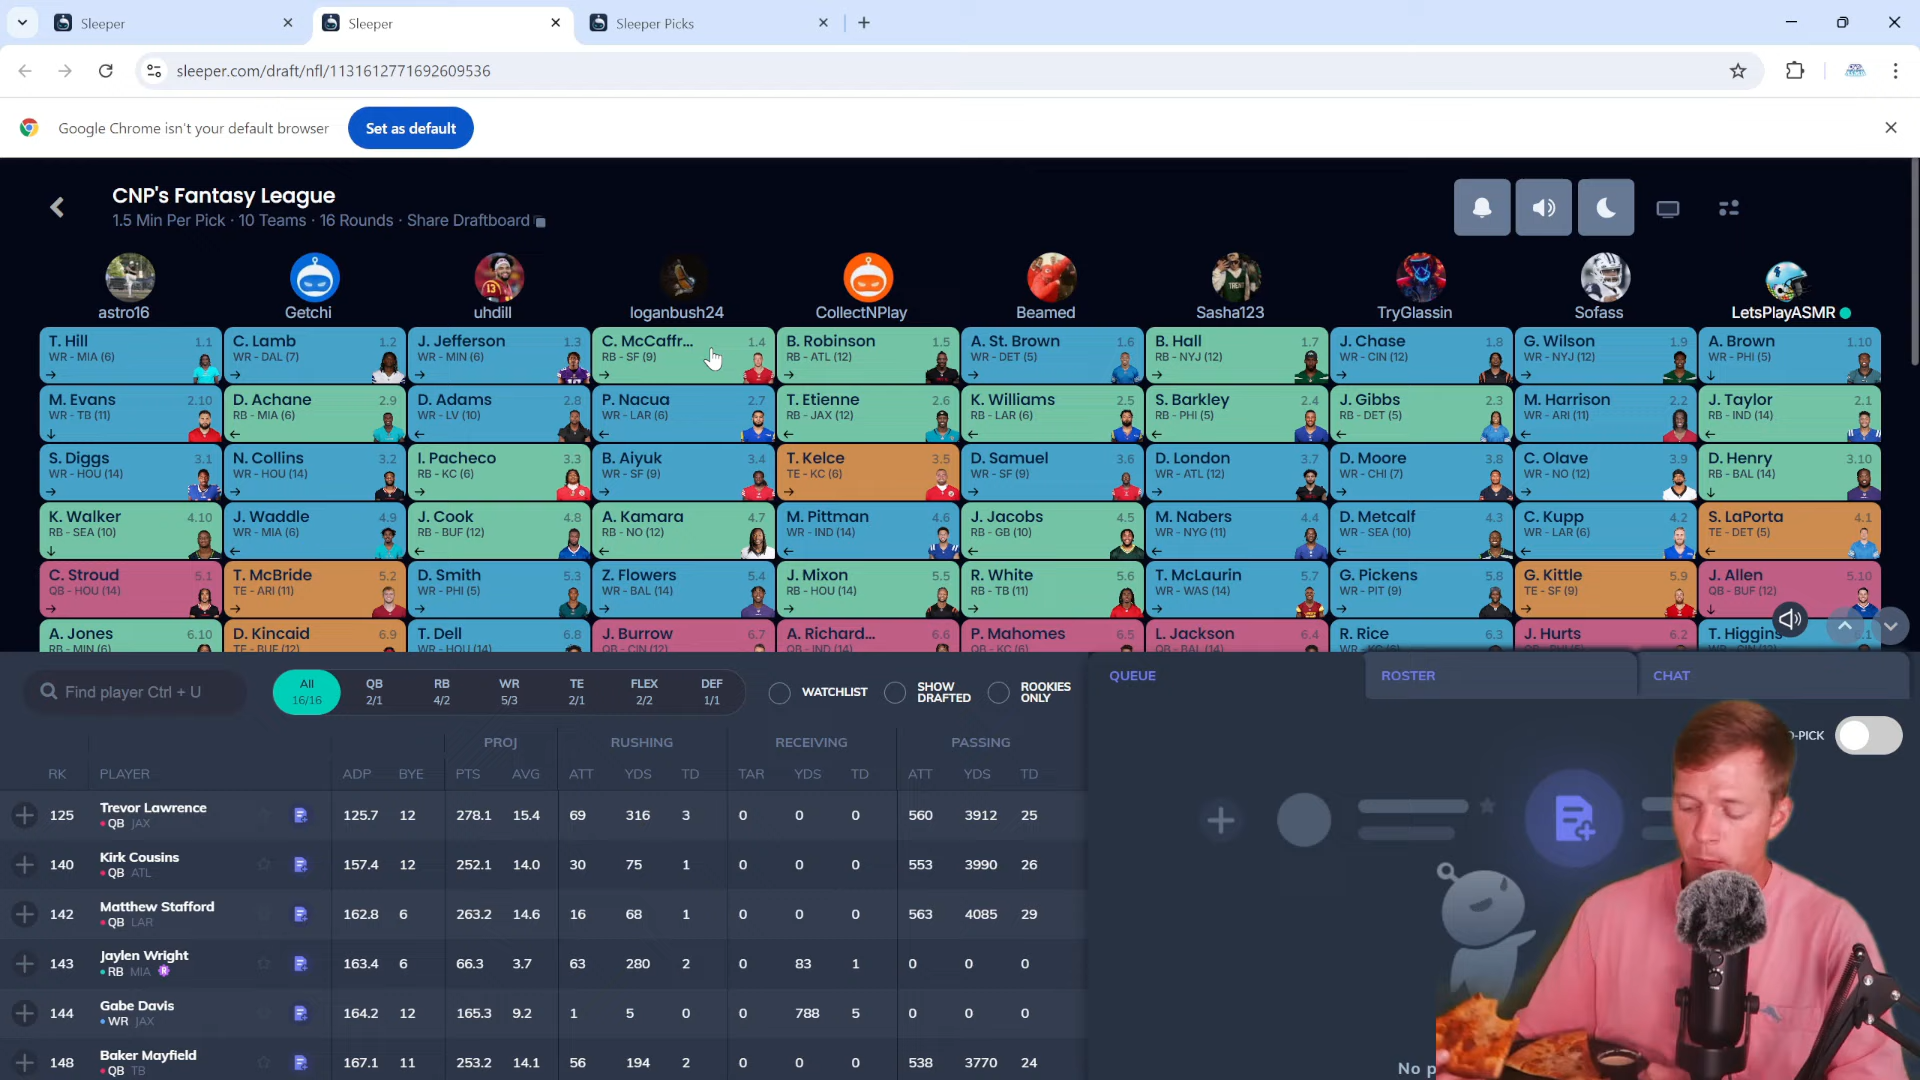 Sleeper
Sleeper
Sleeper Picks
sleeper.com/draft/nfl/1131612771692609536
Google Chrome isn't your default browser
Set as default
CNP's Fantasy League
1.5 Min Per Pick · 10 Teams · 16 Rounds · Share Draftboard
astro16 Getchi uhdill loganbush24 CollectNPlay Beamed Sasha123 TryGlassin Sofass LetsPlayASMR
T. Hill 1.1 C. Lamb 1.2 J. Jefferson 1.3 C. McCaffr... 1.4 B. Robinson 1.5 A. St. Brown 1.6 B. Hall 1.7 J. Chase 1.8 G. Wilson 1.9 A. Brown 1.10
WR - MIA (6) WR - DAL (7) WR - MIN (6) RB - SF (9) RB - ATL (12) WR - DET (5) RB - NYJ (12) WR - CIN (12) WR - NYJ (12) WR - PHI (5)
M. Evans 2.10 D. Achane 2.9 D. Adams 2.8 P. Nacua 2.7 T. Etienne 2.6 K. Williams 2.5 S. Barkley 2.4 J. Gibbs 2.3 M. Harrison 2.2 J. Taylor 2.1
WR - TB (11) RB - MIA (6) WR - LV (10) WR - LAR (6) RB - JAX (12) RB - LAR (6) RB - PHI (5) RB - DET (5) WR - ARI (11) RB - IND (14)
S. Diggs 3.1 N. Collins 3.2 I. Pacheco 3.3 B. Aiyuk 3.4 T. Kelce 3.5 D. Samuel 3.6 D. London 3.7 D. Moore 3.8 C. Olave 3.9 D. Henry 3.10
WR - HOU (14) WR - HOU (14) RB - KC (6) WR - SF (9) TE - KC (6) WR - SF (9) WR - ATL (12) WR - CHI (7) WR - NO (12) RB - BAL (14)
K. Walker 4.10 J. Waddle 4.9 J. Cook 4.8 A. Kamara 4.7 M. Pittman 4.6 J. Jacobs 4.5 M. Nabers 4.4 D. Metcalf 4.3 C. Kupp 4.2 S. LaPorta 4.1
RB - SEA (10) WR - MIA (6) RB - BUF (12) RB - NO (12) WR - IND (14) RB - GB (10) WR - NYG (11) WR - SEA (10) WR - LAR (6) TE - DET (5)
C. Stroud 5.1 T. McBride 5.2 D. Smith 5.3 Z. Flowers 5.4 J. Mixon 5.5 R. White 5.6 T. McLaurin 5.7 G. Pickens 5.8 G. Kittle 5.9 J. Allen 5.10
QB - HOU (14) TE - ARI (11) WR - PHI (5) WR - BAL (14) RB - HOU (14) RB - TB (11) WR - WAS (14) WR - PIT (9) TE - SF (9) QB - BUF (12)
A. Jones 6.10 D. Kincaid 6.9 T. Dell 6.8 J. Burrow 6.7 A. Richard... 6.6 P. Mahomes 6.5 L. Jackson 6.4 R. Rice 6.3 J. Hurts 6.2 T. Higgins
Find player Ctrl + U
All QB RB WR TE FLEX DEF
16/16 2/1 4/2 5/3 2/1 2/2 1/1
WATCHLIST
SHOW DRAFTED
ROOKIES ONLY
QUEUE ROSTER CHAT
PROJ RUSHING RECEIVING PASSING
RK PLAYER ADP BYE PTS AVG ATT YDS TD TAR YDS TD ATT YDS TD
125 Trevor Lawrence 125.7 12 278.1 15.4 69 316 3 0 0 0 560 3912 25
QB JAX
140 Kirk Cousins 157.4 12 252.1 14.0 30 75 1 0 0 0 553 3990 26
QB ATL
142 Matthew Stafford 162.8 6 263.2 14.6 16 68 1 0 0 0 563 4085 29
QB LAR
143 Jaylen Wright 163.4 6 66.3 3.7 63 280 2 0 83 1 0 0 0
RB MIA R
144 Gabe Davis 164.2 12 165.3 9.2 1 5 0 0 788 5 0 0 0
WR JAX
148 Baker Mayfield 167.1 11 253.2 14.1 56 194 2 0 0 0 538 3770 24
QB TB
-PICK
No p